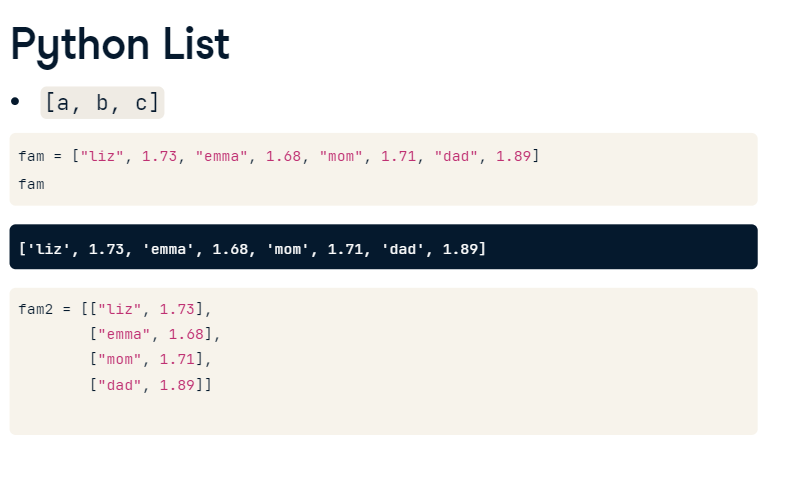 Python List
• [a, b, c]
fam = ["liz", 1.73, "emma", 1.68, "mom", 1.71, "dad", 1.89]
fam
['liz', 1.73, 'emma', 1.68, 'mom', 1.71, 'dad', 1.89]
fam2 = [["liz", 1.73],
        ["emma", 1.68],
        ["mom", 1.71],
        ["dad", 1.89]]